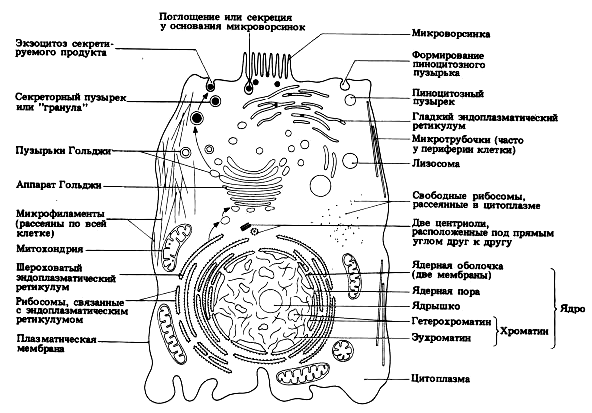 Поглощение или секреция
у основания микроворсинок
Экзоцитоз секрети-
руемого продукта
Секреторный пузырек
или "гранула"
Пузырьки Гольджи
Аппарат Гольджи
Микрофиламенты
(рассеяны по всей
клетке)
Митохондрия
Шероховатый
эндоплазматический
ретикулум
Рибосомы, связанные
с эндоплазматическим
ретикулумом
Плазматическая
мембрана
Микроворсинка
Формирование
пиноцитозного
пузырька
Пиноцитозный
пузырек
Гладкий эндоплазматический
ретикулум
Микротрубочки (часто
у периферии клетки)
Лизосома
Свободные рибосомы,
рассеянные в цитоплазме
Две центриоли,
расположенные под прямым
углом друг к другу
Ядерная оболочка
(две мембраны)
Ядерная пора
Ядрышко
Гетерохроматин
Эухроматин
Хроматин
Ядро
Цитоплазма